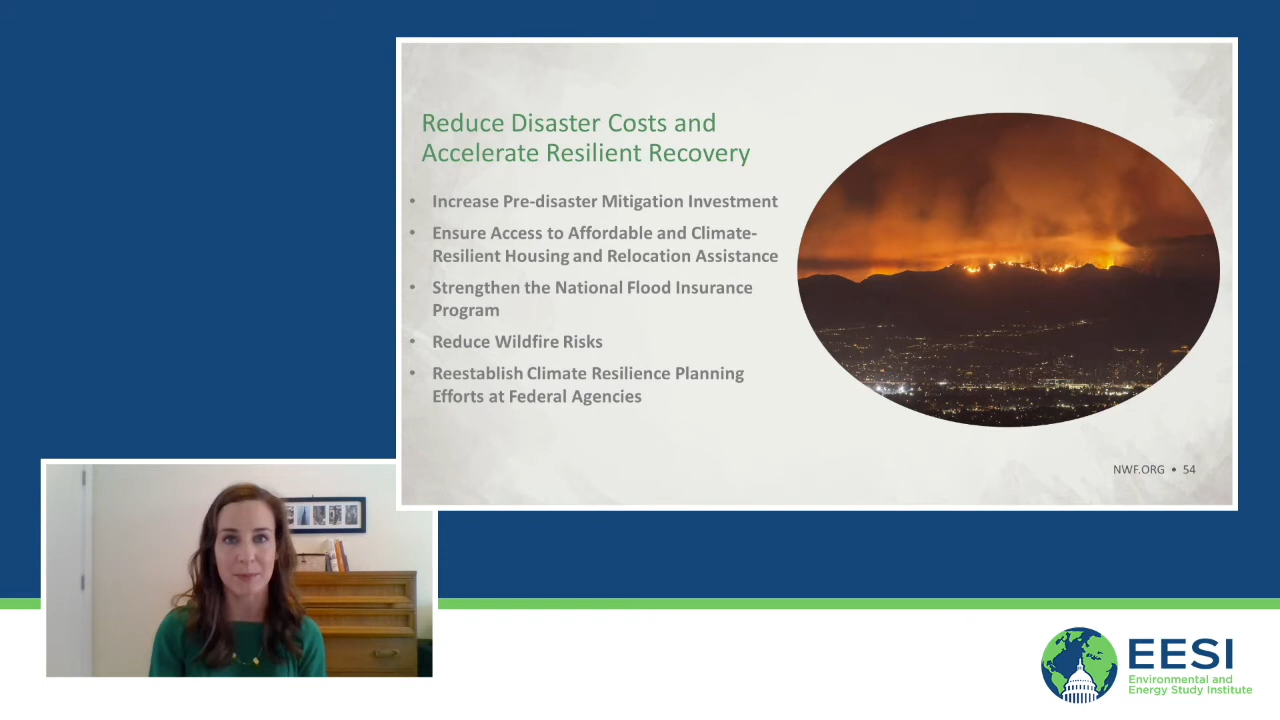 Reduce Disaster Costs and
Accelerate Resilient Recovery
• Increase Pre-disaster Mitigation Investment
• Ensure Access to Affordable and Climate-
Resilient Housing and Relocation Assistance
• Strengthen the National Flood Insurance
Program
• Reduce Wildfire Risks
• Reestablish Climate Resilience Planning
Efforts at Federal Agencies
NWF.ORG • 54
EESI
Environmental and
Energy Study Institute